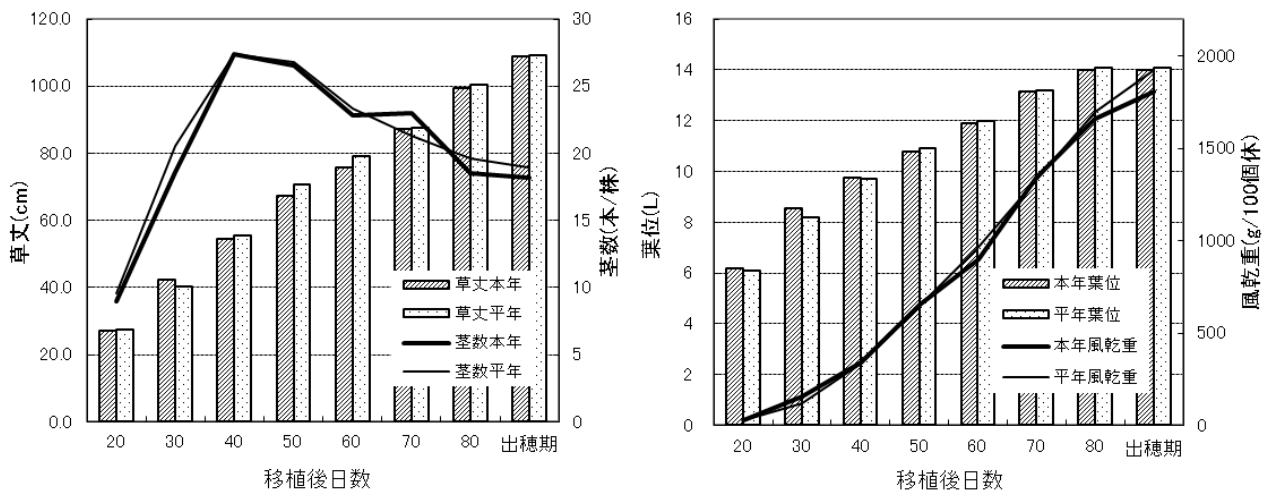 120.0
100.0
80.0
60.0
40.0
20.0
0.0
草丈(cm)
30
25
20
15
10
5
0
茎数(本/株)
草丈本年
草丈平年
茎数本年
茎数平年
20 30 40 50 60 70 80 出穂期
移植後日数
16
14
12
10
8
6
4
2
0
葉位(L)
2000
1500
1000
500
0
風乾重(g/100個休)
本年葉位
平年葉位
本年風乾重
平年風乾重
20 30 40 50 60 70 80 出穂期
移植後日数